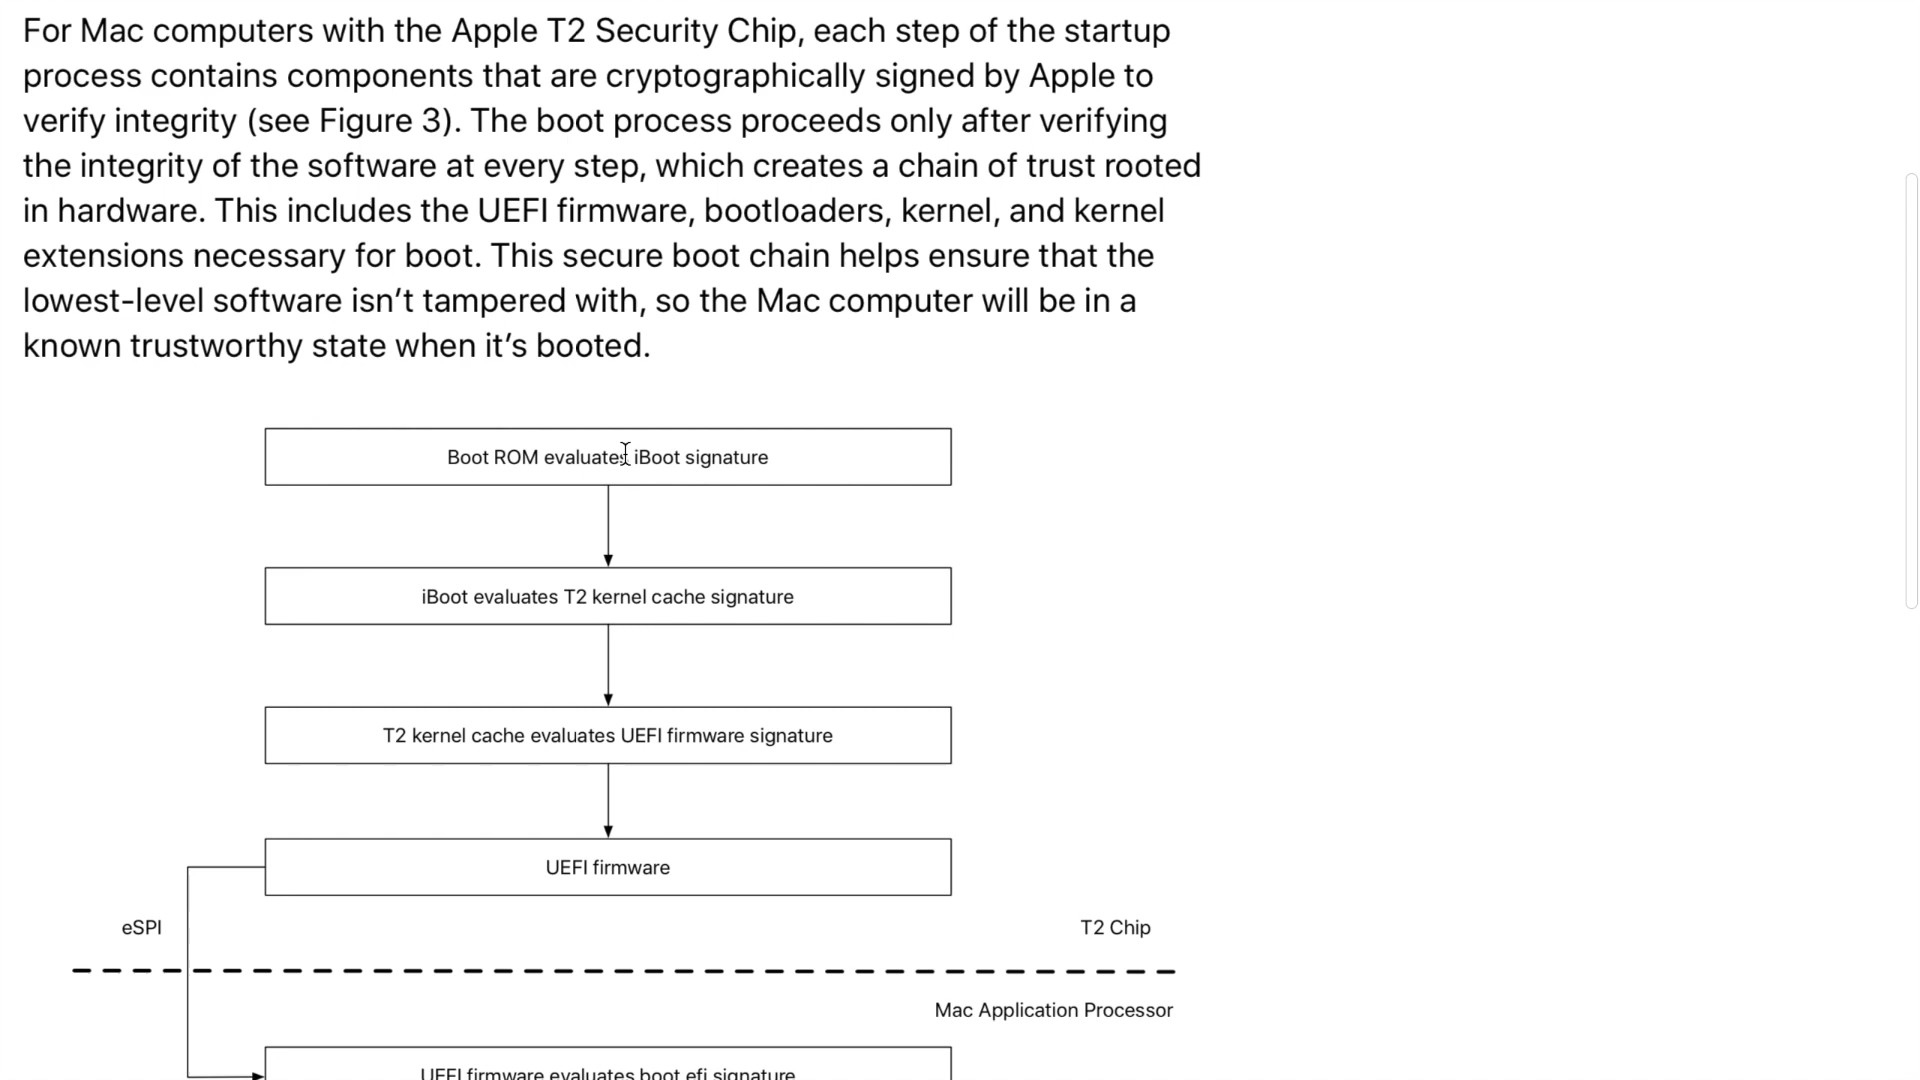 For Mac computers with the Apple T2 Security Chip, each step of the startup
process contains components that are cryptographically signed by Apple to
verify integrity (see Figure 3). The boot process proceeds only after verifying
the integrity of the software at every step, which creates a chain of trust rooted
in hardware. This includes the UEFI firmware, bootloaders, kernel, and kernel
extensions necessary for boot. This secure boot chain helps ensure that the
lowest-level software isn’t tampered with, so the Mac computer will be in a
known trustworthy state when it’s booted.
Boot ROM evaluates iBoot signature
iBoot evaluates T2 kernel cache signature
T2 kernel cache evaluates UEFI firmware signature
UEFI firmware
eSPI
T2 Chip
Mac Application Processor
UEFI firmware evaluates boot.efi signature